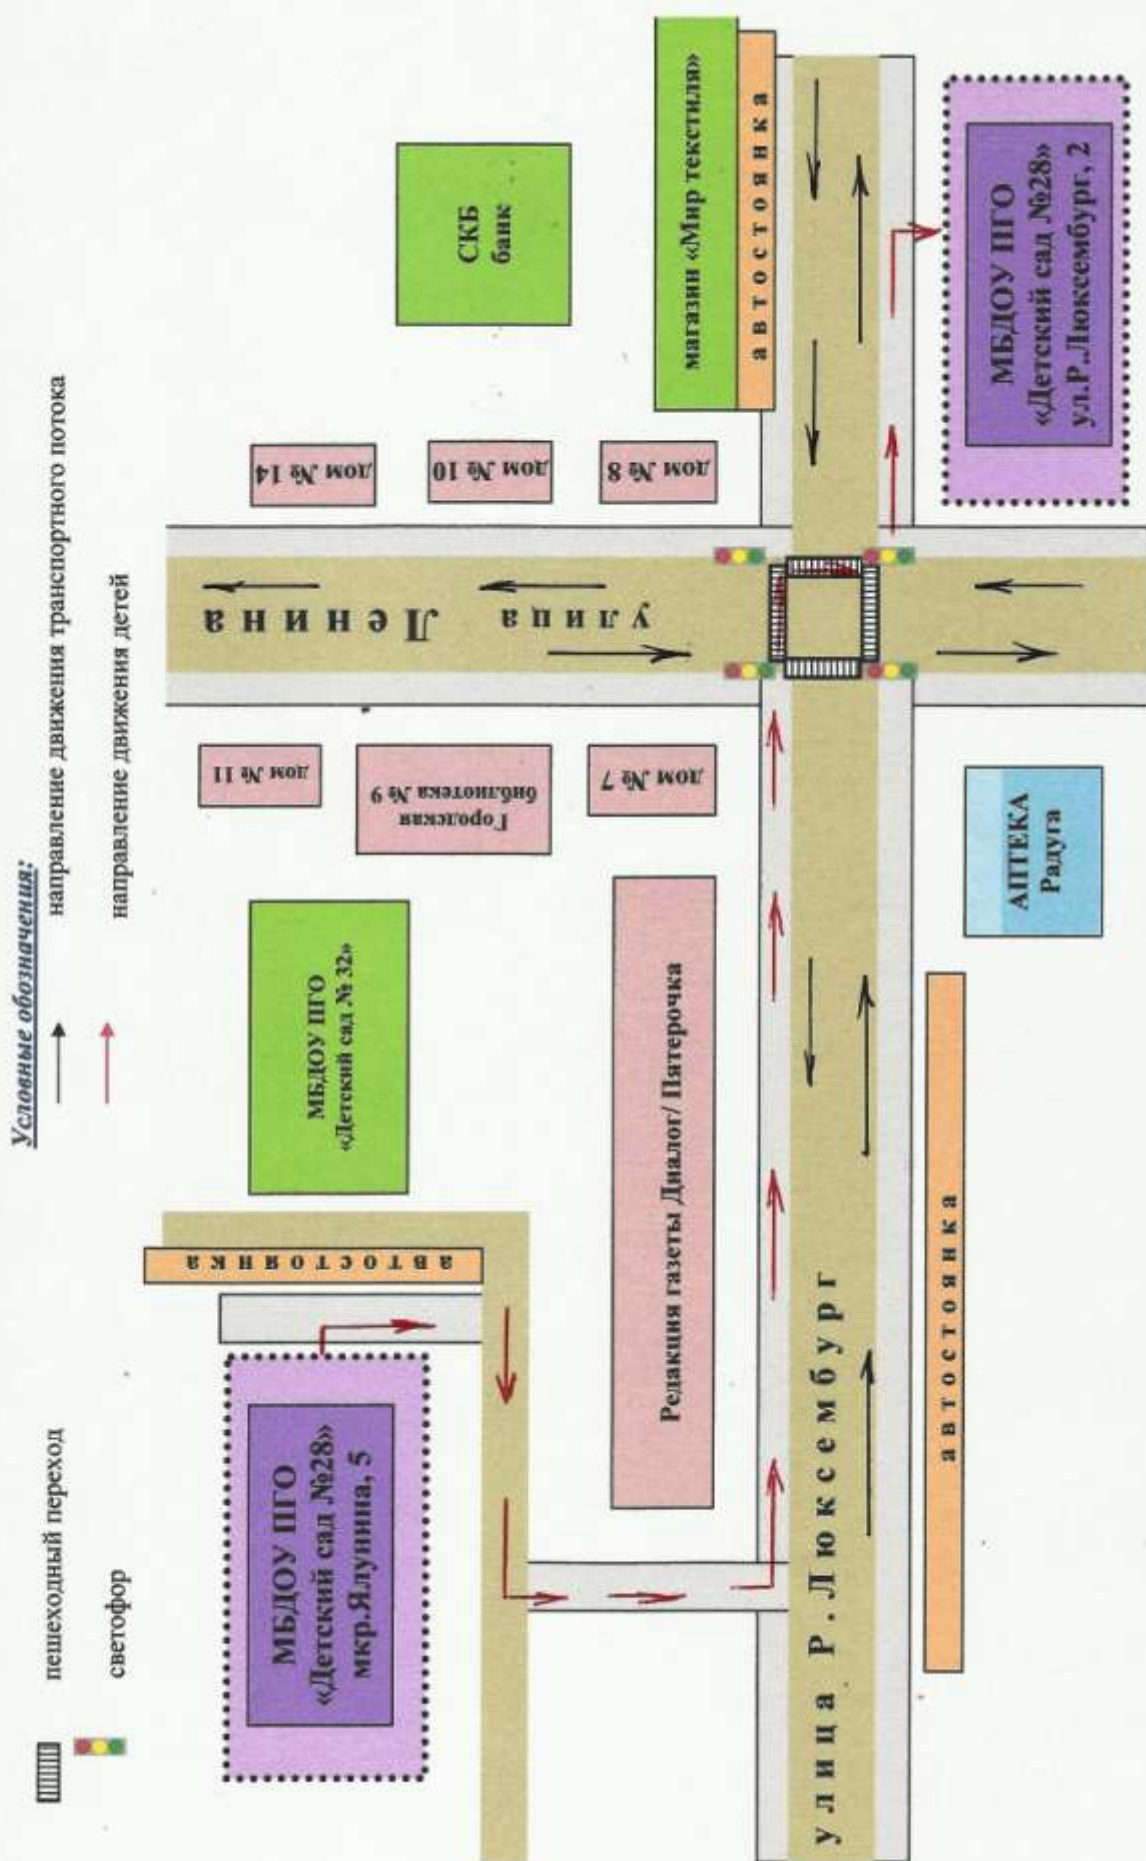 Условные обозначения:
пешеходный переход
направление движения транспортного потока
светофор
направление движения детей
МБДОУ ПГО
«Детский сад №28»
мкр.Ялунина, 5
автостоянка
МБДОУ ПГО
«Детский сад № 32»
дом № 11
Городская
библиотека № 9
дом № 7
улица Ленина
дом № 14
дом № 10
дом № 8
СКБ
банк
Редакция газеты Диалог/ Пятерочка
магазин «Мир текстиля»
автостоянка
улица Р.Люксембург
автостоянка
АПТЕКА
Радуга
МБДОУ ПГО
«Детский сад №28»
ул.Р.Люксембург, 2